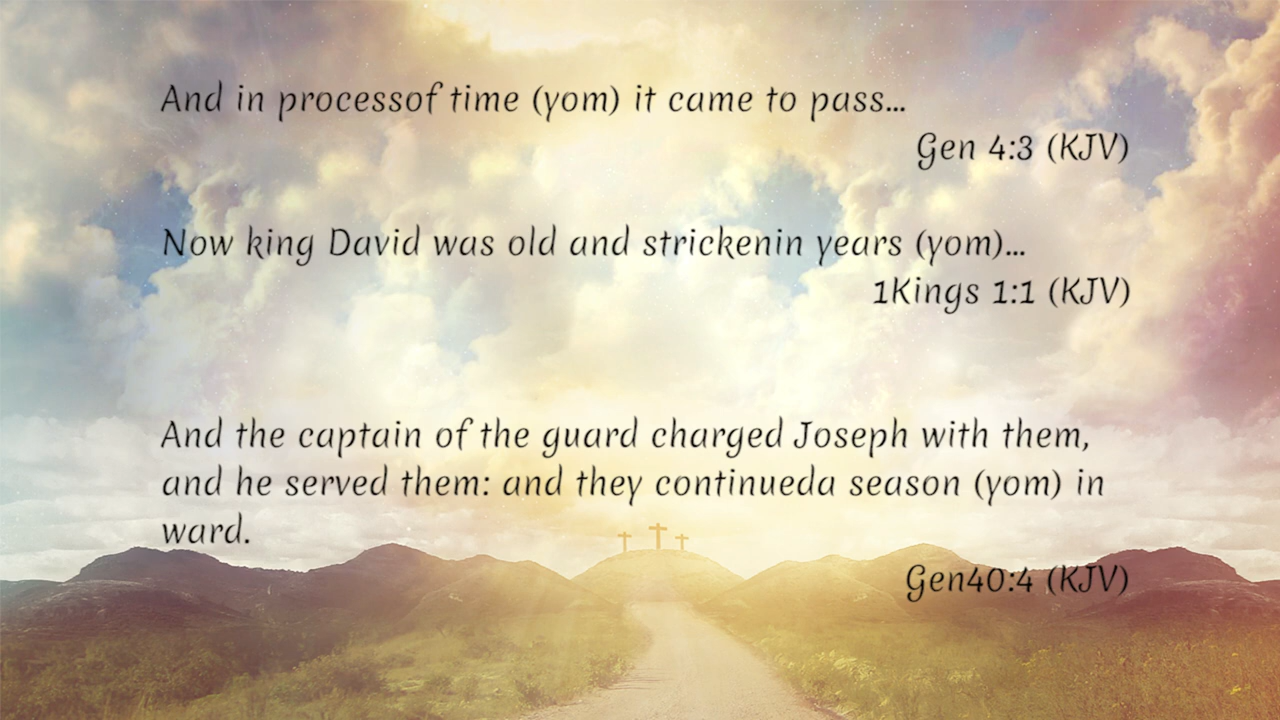 And in processof time (yom) it came to pass...
Gen 4:3 (KJV)
Now king David was old and strickenin years (yom)...
1Kings 1:1 (KJV)
And the captain of the guard charged Joseph with them,
and he served them: and they continueda season (yom) in
ward.
Gen40:4 (KJV)